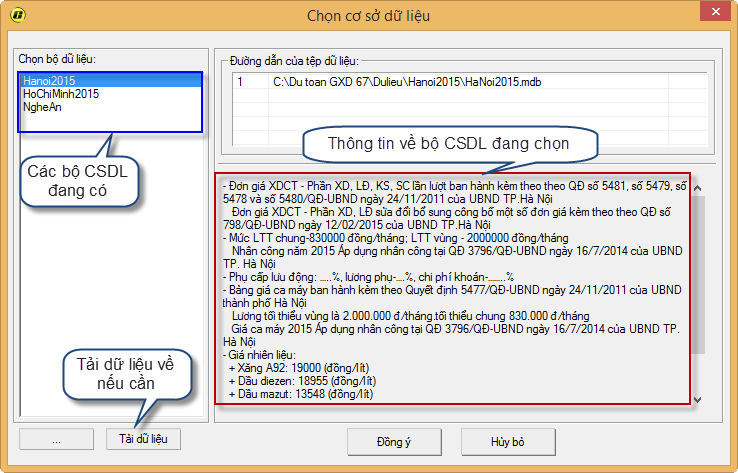 Chọn cơ sở dữ liệu
Chọn bộ dữ liệu:
Hanoi2015
HoChiMinh2015
NgheAn
Các bộ CSDL
đang có
Tải dữ liệu về
nếu cần
...
Tải dữ liệu
Đường dẫn của tệp dữ liệu:
1 C:\Du toan GXD 67\Dulieu\Hanoi2015\HaNoi2015.mdb
Thông tin về bộ CSDL đang chọn
- Đơn giá XDCT - Phần XD, LĐ, KS, SC lần lượt ban hành kèm theo theo QĐ số 5481, số 5479, số
5478 và số 5480/QĐ-UBND ngày 24/11/2011 của UBND TP.Hà Nội
Đơn giá XDCT - Phần XD, LĐ sửa đổi bổ sung công bố một số đơn giá kèm theo theo QĐ số
798/QĐ-UBND ngày 12/02/2015 của UBND TP.Hà Nội
- Mức LTT chung-830000 đồng/tháng; LTT vùng - 2000000 đồng/tháng
Nhân công năm 2015 Áp dụng nhân công tại QĐ 3796/QĐ-UBND ngày 16/7/2014 của UBND
TP. Hà Nội
- Phụ cấp lưu động: ......%, lương phụ-....%, chi phí khoán-........%
- Bảng giá ca máy ban hành kèm theo Quyết định 5477/QĐ-UBND ngày 24/11/2011 của UBND
thành phố Hà Nội
Lương tối thiểu vùng là 2.000.000 đ/tháng,tối thiểu chung 830.000 đ/tháng
Giá ca máy 2015 Áp dụng nhân công tại QĐ 3796/QĐ-UBND ngày 16/7/2014 của UBND TP.
Hà Nội
- Giá nhiên liệu:
+ Xăng A92: 19000 (đồng/lít)
+ Dầu diezen: 18955 (đồng/lít)
+ Dầu mazut: 13548 (đồng/lít)
Đồng ý
Hủy bỏ